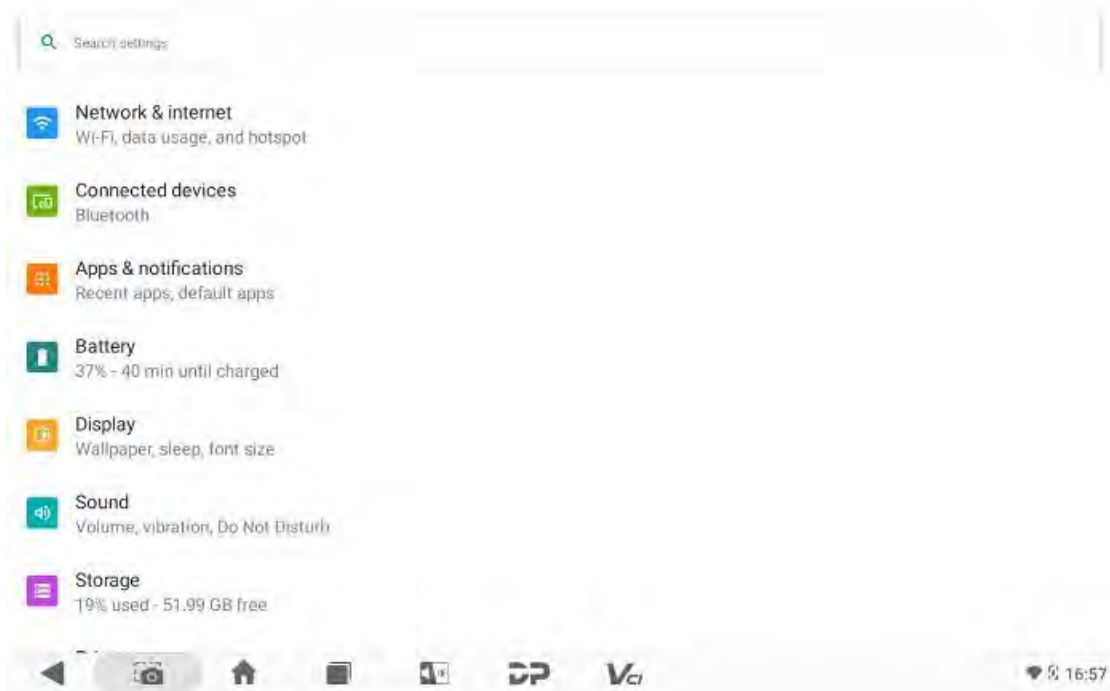 Search settings
Network & internet
Wi-Fi, data usage, and hotspot
Connected devices
Bluetooth
Apps & notifications
Recent apps, default apps
Battery
37% - 40 min until charged
Display
Wallpaper, sleep, font size
Sound
Volume, vibration, Do Not Disturb
Storage
19% used - 51.99 GB free
DP
VCI
16:57